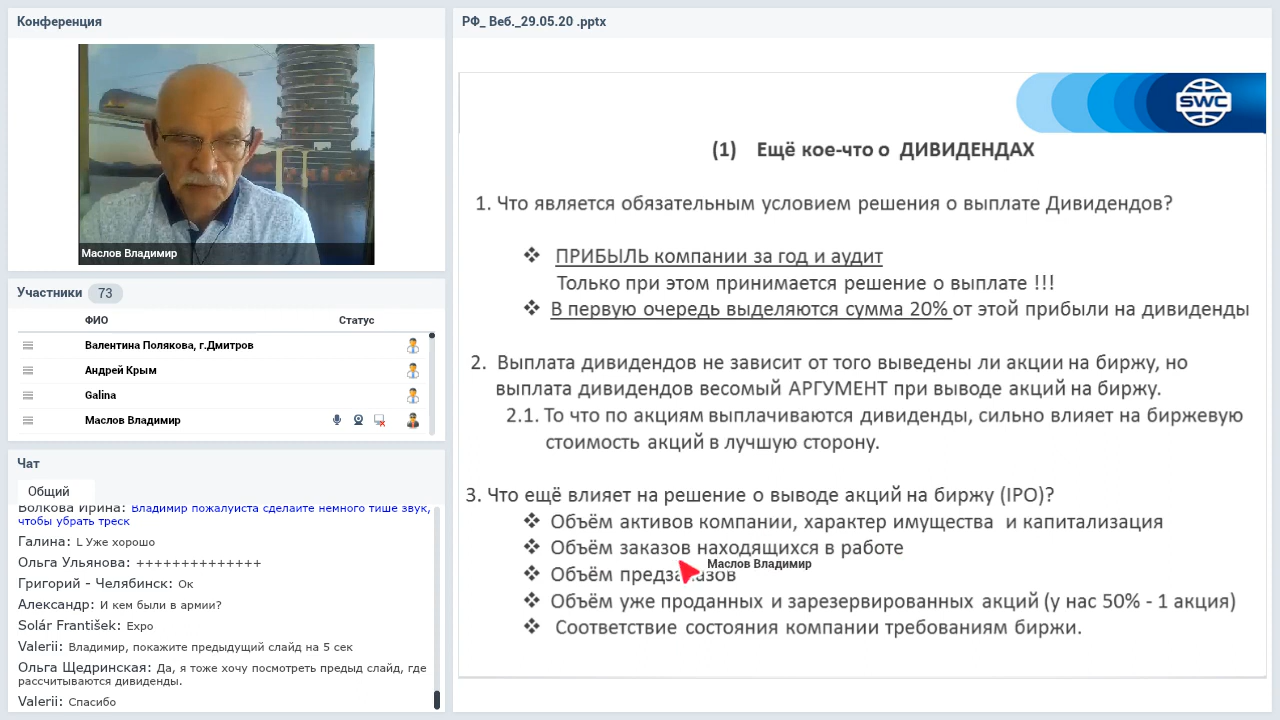 Конференция
Маслов Владимир
Участники 73
ФИО Статус
Валентина Полякова, г.Дмитров
Андрей Крым
Galina
Маслов Владимир
Чат
Общий
Волкова Ирина: Владимир пожалуйста сделайте немного тише звук,
чтобы убрать треск
Галина: L Уже хорошо
Ольга Ульянова: ++++++++++++++
Григорий - Челябинск: Ок
Александр: И кем были в армии?
Solár František: Expo
Valerii: Владимир, покажите предыдущий слайд на 5 сек
Ольга Щедринская: Да, я тоже хочу посмотреть предыд слайд, где
рассчитываются дивиденды.
Valerii: Спасибо
РФ_ Веб._29.05.20 .pptx
SWC
(1) Ещё кое-что о ДИВИДЕНДАХ
1. Что является обязательным условием решения о выплате Дивидендов?
❖ ПРИБЫЛЬ компании за год и аудит
Только при этом принимается решение о выплате !!!
❖ В первую очередь выделяются сумма 20% от этой прибыли на дивиденды
2. Выплата дивидендов не зависит от того выведены ли акции на биржу, но
выплата дивидендов весомый АРГУМЕНТ при выводе акций на биржу.
2.1. То что по акциям выплачиваются дивиденды, сильно влияет на биржевую
стоимость акций в лучшую сторону.
3. Что ещё влияет на решение о выводе акций на биржу (IPO)?
❖ Объём активов компании, характер имущества и капитализация
❖ Объём заказов находящихся в работе
Маслов Владимир
❖ Объём предзаказов
❖ Объём уже проданных и зарезервированных акций (у нас 50% - 1 акция)
❖ Соответствие состояния компании требованиям биржи.